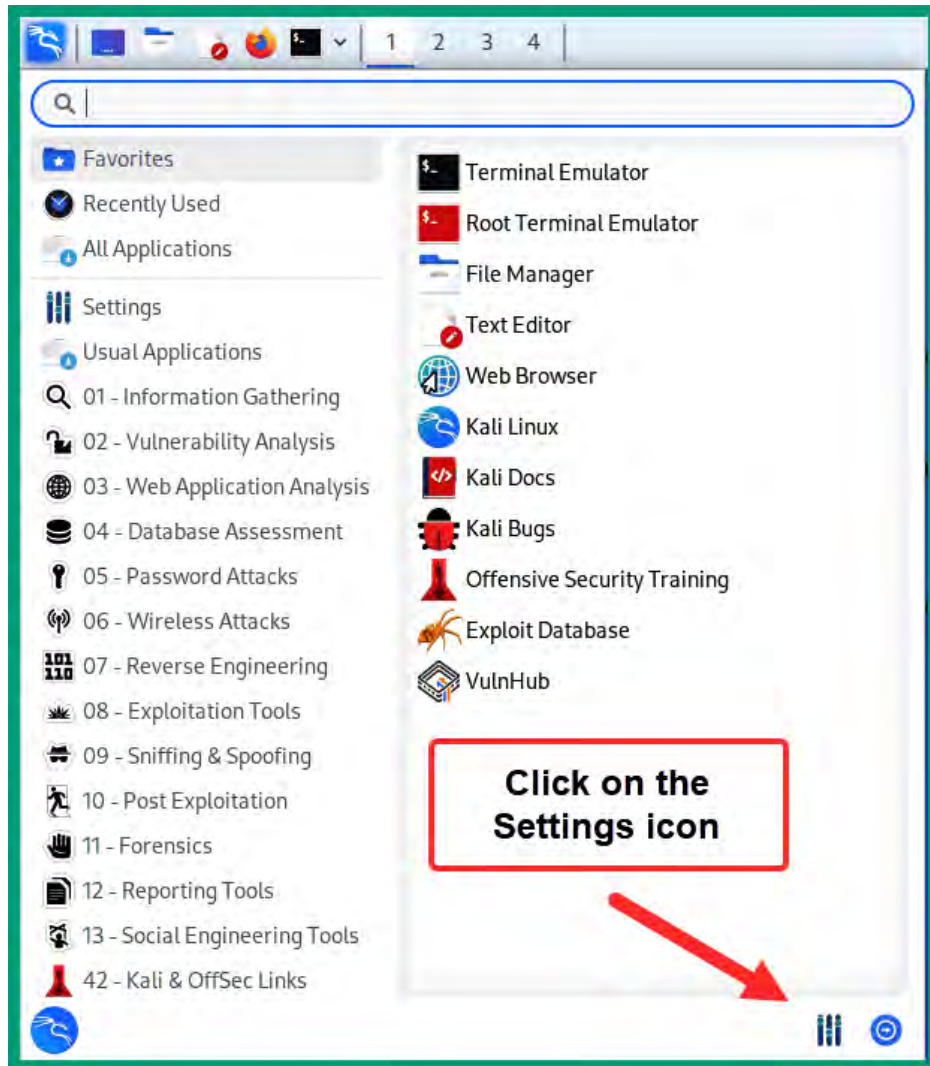 1 2 3 4
Favorites
Recently Used
All Applications
Settings
Usual Applications
01 - Information Gathering
02 - Vulnerability Analysis
03 - Web Application Analysis
04 - Database Assessment
05 - Password Attacks
06 - Wireless Attacks
07 - Reverse Engineering
08 - Exploitation Tools
09 - Sniffing & Spoofing
10 - Post Exploitation
11 - Forensics
12 - Reporting Tools
13 - Social Engineering Tools
42 - Kali & OffSec Links
Terminal Emulator
Root Terminal Emulator
File Manager
Text Editor
Web Browser
Kali Linux
Kali Docs
Kali Bugs
Offensive Security Training
Exploit Database
VulnHub
Click on the
Settings icon